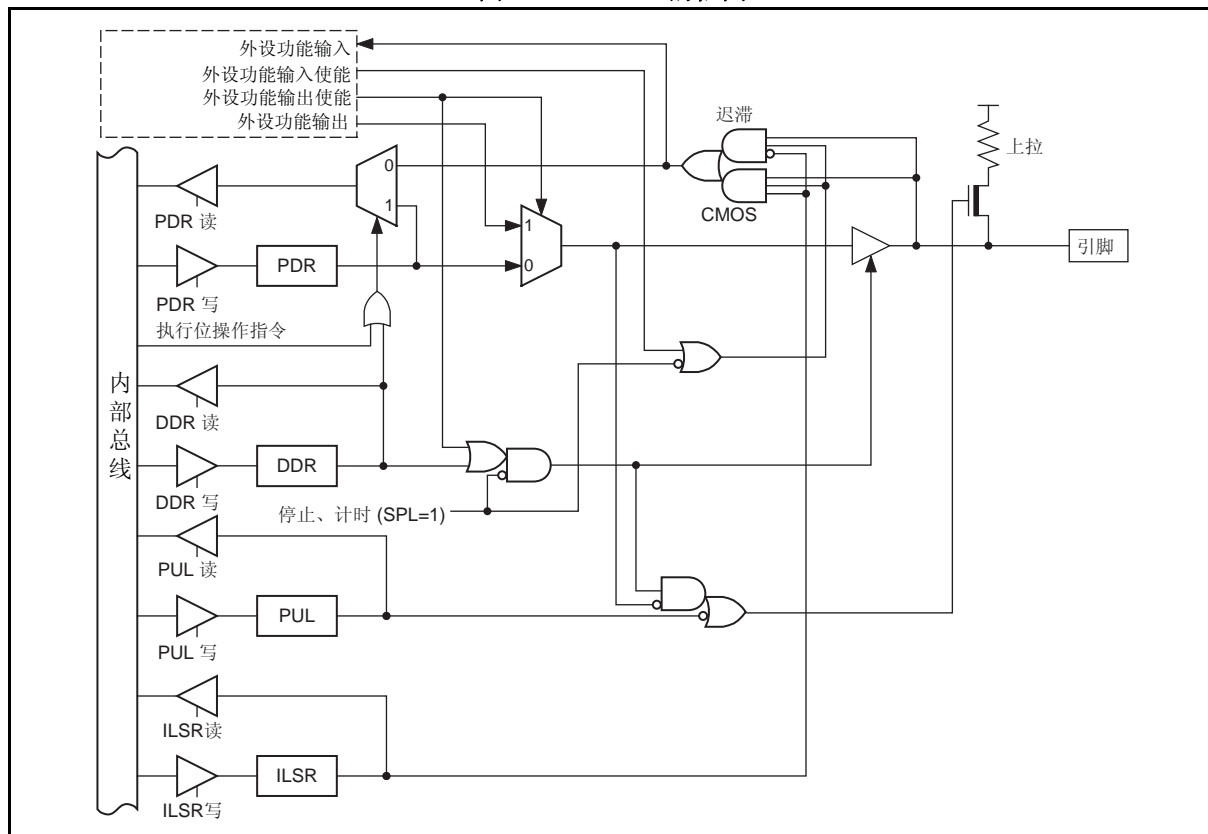 外设功能输入
外设功能输入使能
外设功能输出使能
外设功能输出
迟滞
上拉
0
1
CMOS
PDR 读
1
0
PDR
引脚
PDR 写
执行位操作指令
内部总线
DDR 读
DDR
DDR 写
停止、计时 (SPL=1)
PUL 读
PUL
PUL 写
ILSR读
ILSR
ILSR写